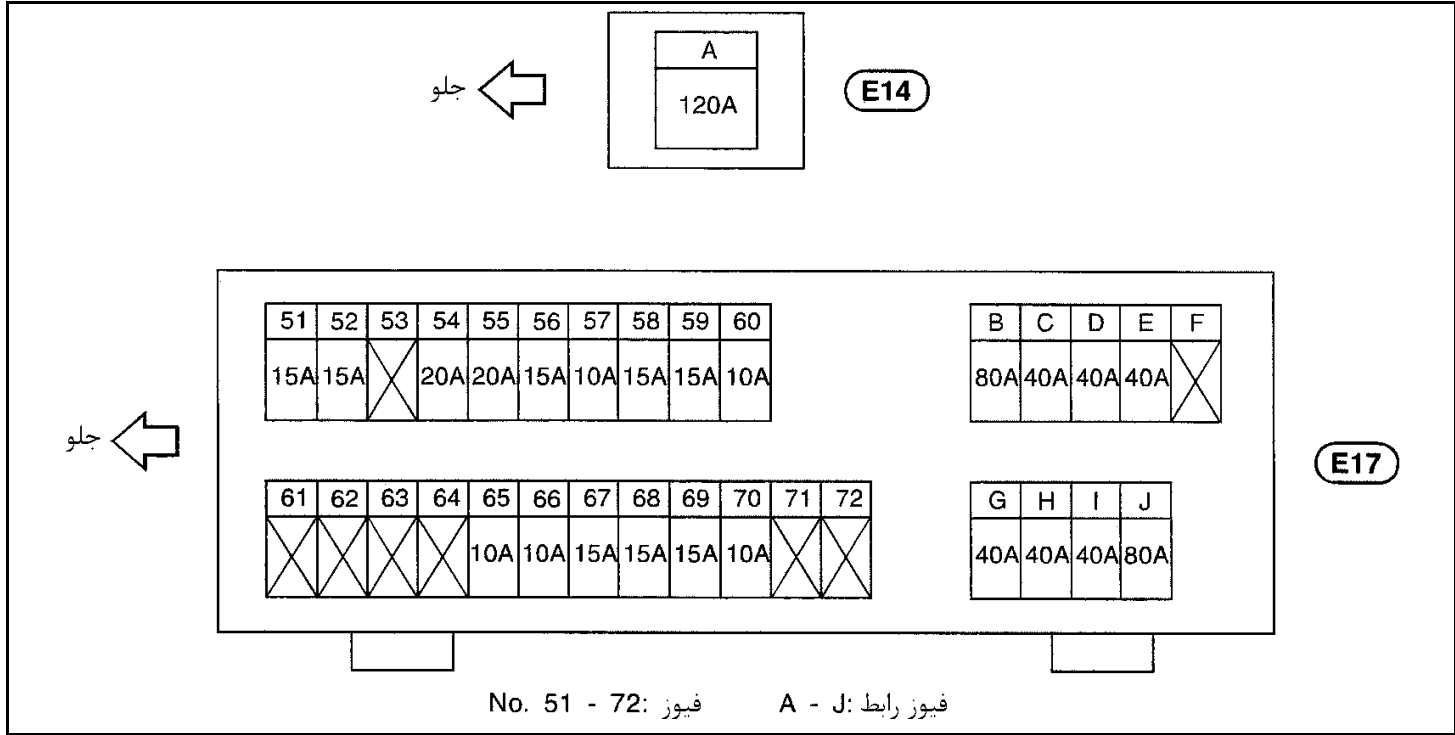 A
جلو
120A
E14
51 52 53 54 55 56 57 58 59 60
B C D E F
15A 15A 20A 20A 15A 10A 15A 15A 10A
80A 40A 40A 40A
جلو
E17
61 62 63 64 65 66 67 68 69 70 71 72
G H I J
10A 10A 15A 15A 15A 10A
40A 40A 40A 80A
No. 51 - 72: فیوز A - J: فیوز رابط